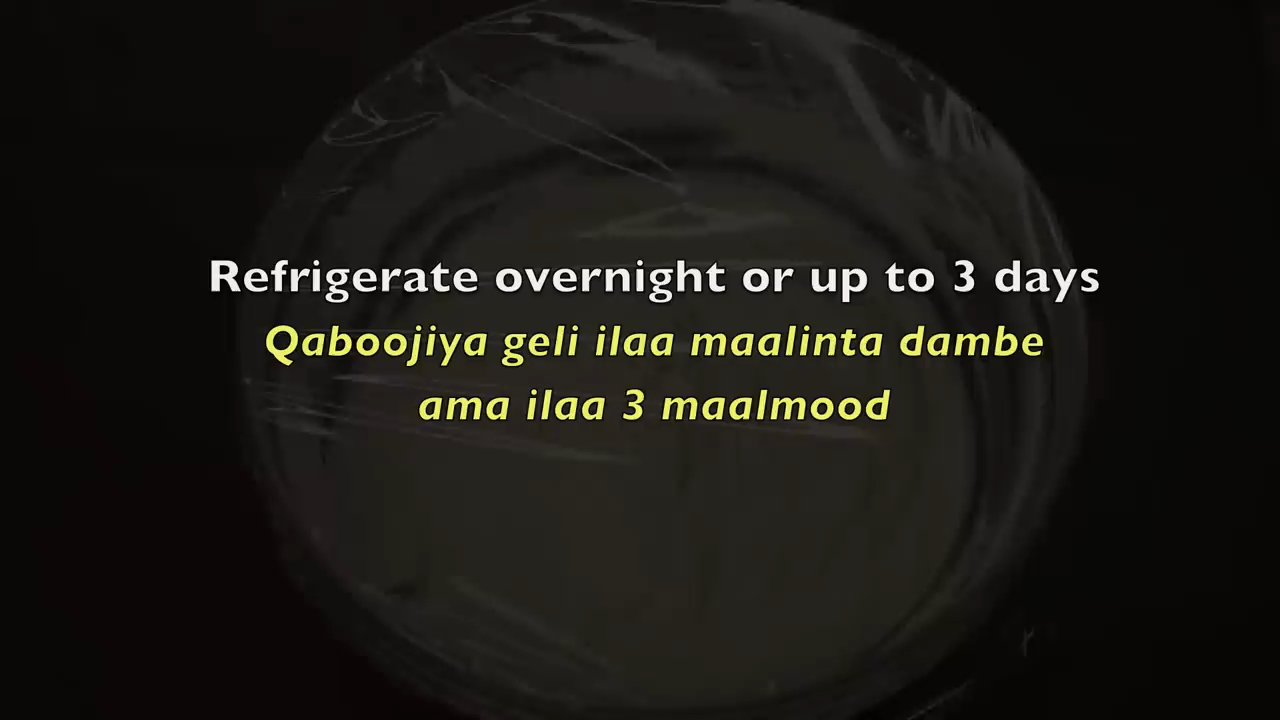 Refrigerate overnight or up to 3 days
Qaboojiya geli ilaa maalinta dambe
ama ilaa 3 maalmood